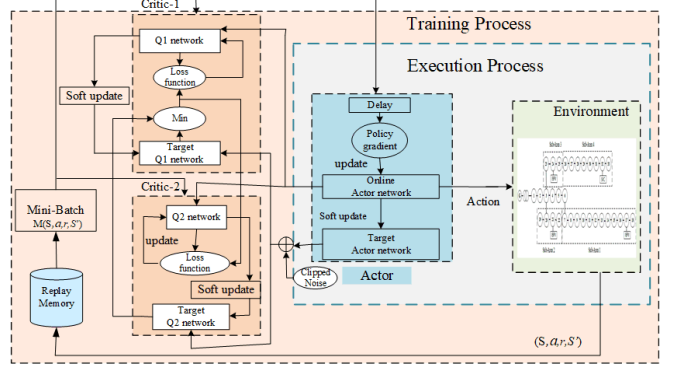 Critic-1
Training Process
Q1 network
Execution Process
Loss
function
Soft update
Delay
Environment
Min
Policy
gradient
update
Target
Q1 network
Online
Actor network
Critic-2
Action
Mini-Batch
M(S,a,r,S')
Q2 network
Soft update
update
Target
Actor network
Loss
function
Clipped
Noise
Actor
Replay
Memory
Soft update
Target
Q2 network
(S,a,r,S')